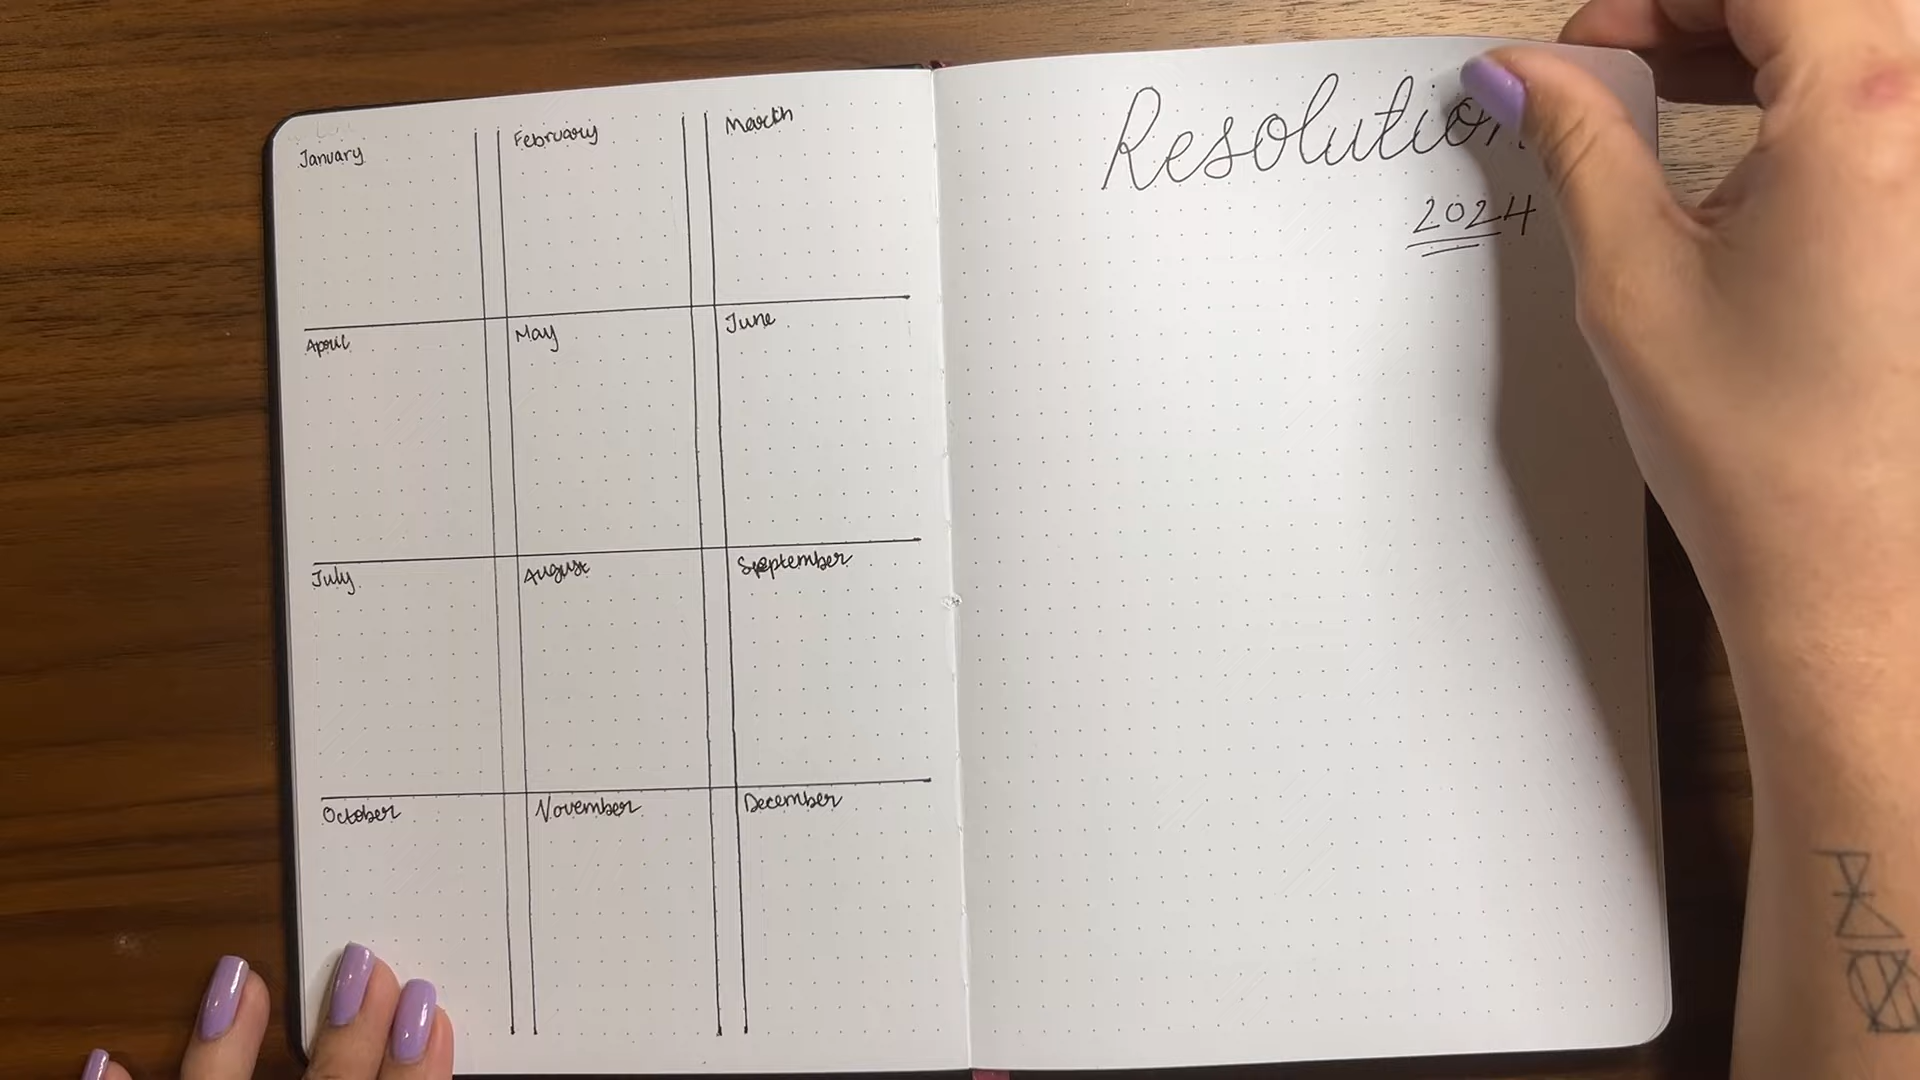 January
February
March
April
May
June
July
August
September
October
November
December
Resolution
2024